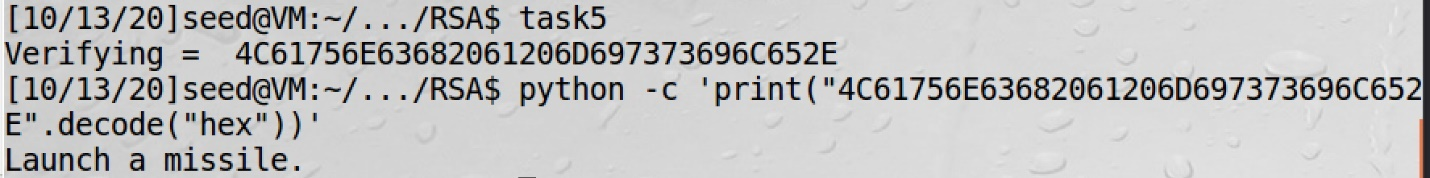 [10/13/20]seed@VM:~/.../RSA$ task5
Verifying =  4C61756E63682061206D697373696C652E
[10/13/20]seed@VM:~/.../RSA$ python -c 'print("4C61756E63682061206D697373696C652
E".decode("hex"))'
Launch a missile.